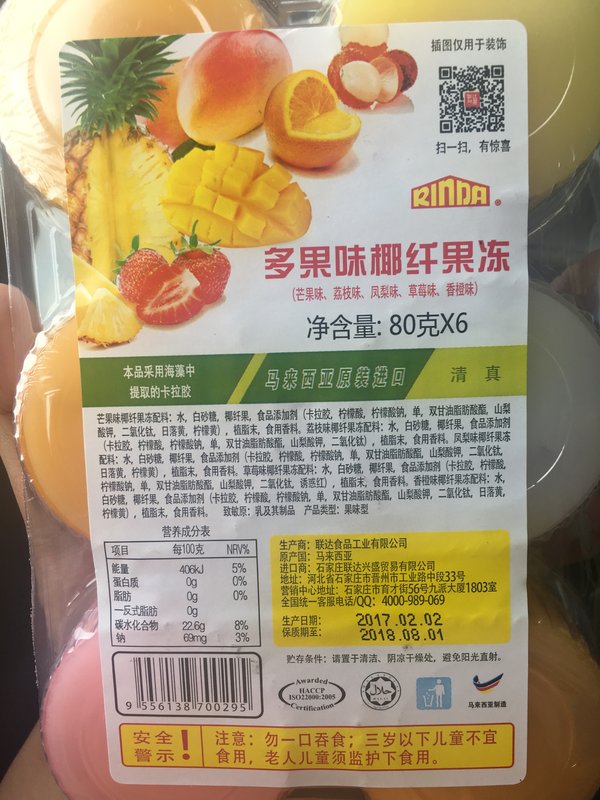 插图仅用于装饰
扫一扫，有惊喜
RINDA®
多果味椰纤果冻
(芒果味、荔枝味、凤梨味、草莓味、香橙味)
净含量: 80克X6
本品采用海藻中
提取的卡拉胶
马来西亚原装进口
清真
芒果味椰纤果冻配料：水，白砂糖，椰纤果，食品添加剂（卡拉胶，柠檬酸，柠檬酸钠，单，双甘油脂肪酸酯，山梨
酸钾，二氧化钛，日落黄，柠檬黄），植脂末，食用香料。荔枝味椰纤果冻配料：水，白砂糖，椰纤果，食品添加剂
（卡拉胶，柠檬酸，柠檬酸钠，单，双甘油脂肪酸酯，山梨酸钾，二氧化钛），植脂末，食用香料。凤梨味椰纤果冻
配料：水，白砂糖，椰纤果，食品添加剂（卡拉胶，柠檬酸，柠檬酸钠，单，双甘油脂肪酸酯，山梨酸钾，二氧化钛，
日落黄，柠檬黄），植脂末，食用香料。草莓味椰纤果冻配料：水，白砂糖，椰纤果，食品添加剂（卡拉胶，柠檬酸，
柠檬酸钠，单，双甘油脂肪酸酯，山梨酸钾，二氧化钛，诱惑红），植脂末，食用香料。香橙味椰纤果冻配料：水，
白砂糖，椰纤果，食品添加剂（卡拉胶，柠檬酸，柠檬酸钠，单，双甘油脂肪酸酯，山梨酸钾，二氧化钛，日落黄，
柠檬黄），植脂末，食用香料。 致敏原：乳及其制品 产品类型：果味型
营养成分表
项目 每100克 NRV%
能量 406kJ 5%
蛋白质 0g 0%
脂肪 0g 0%
—反式脂肪 0g
碳水化合物 22.6g 8%
钠 69mg 3%
生产商：联达食品工业有限公司
原产国：马来西亚
进口商：石家庄联达兴盛贸易有限公司
地址：河北省石家庄市晋州市工业路中段33号
营销中心地址：石家庄市育才街56号九派大厦1803室
全国统一客服电话/QQ：4000-989-069
生产日期： 2017.02.02
保质期至： 2018.08.01
贮存条件：请置于清洁、阴凉干燥处，避免阳光直射。
9 556138 700295
Awarded
HACCP
ISO22000:2005
Certification
马来西亚制造
安全
警示
!
注意：勿一口吞食；三岁以下儿童不宜
食用，老人儿童须监护下食用。